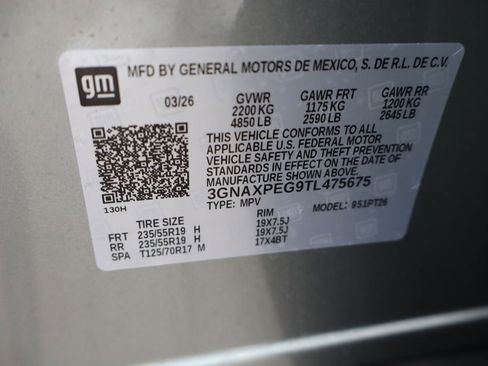 gm
MFD BY GENERAL MOTORS DE MEXICO, S. DE R.L. DE C.V.
03/26 GVWR GAWR FRT GAWR RR
2200 KG 1175 KG 1200 KG
4850 LB 2590 LB 2645 LB
THIS VEHICLE CONFORMS TO ALL
APPLICABLE U.S. FEDERAL MOTOR
VEHICLE SAFETY AND THEFT PREVENTION
STANDARDS IN EFFECT ON THE DATE OF
MANUFACTURE SHOWN ABOVE.
3GNAXPEG9TL475675
TYPE: MPV MODEL: 951PT26
130H
TIRE SIZE RIM
FRT 235/55R19 H 19X7.5J
RR 235/55R19 H 19X7.5J
SPA T125/70R17 M 17X4BT